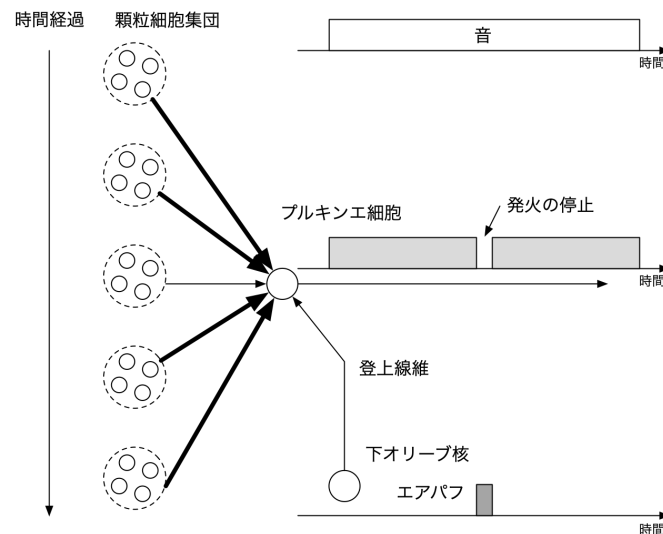 時間経過
顆粒細胞集団
音
時間
プルキンエ細胞
発火の停止
時間
登上線維
下オリーブ核
エアパフ
時間